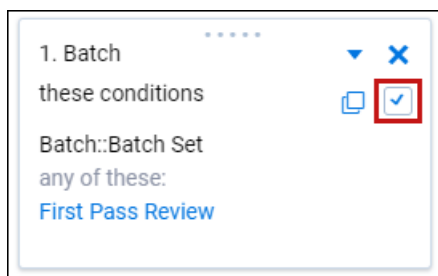 1. Batch
these conditions
Batch::Batch Set
any of these:
First Pass Review